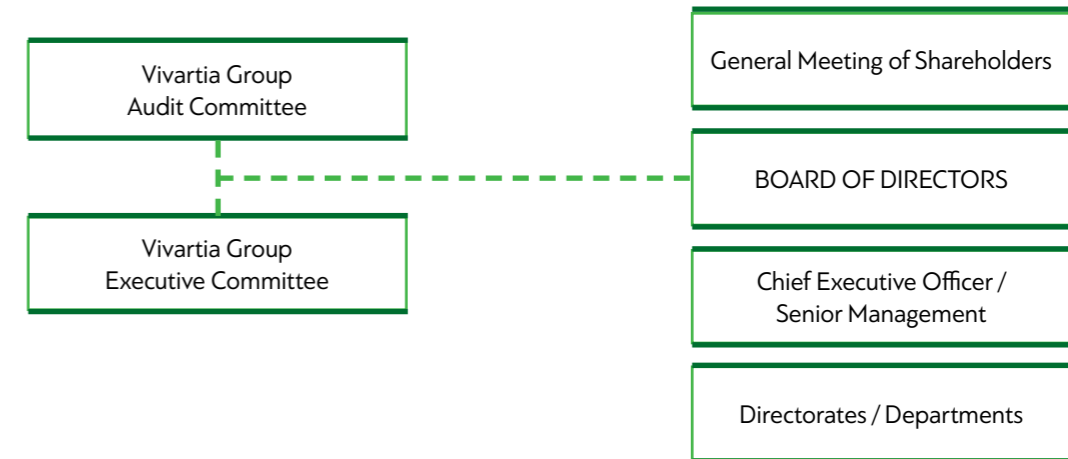 Vivartia Group
Audit Committee
Vivartia Group
Executive Committee
General Meeting of Shareholders
BOARD OF DIRECTORS
Chief Executive Officer /
Senior Management
Directorates / Departments